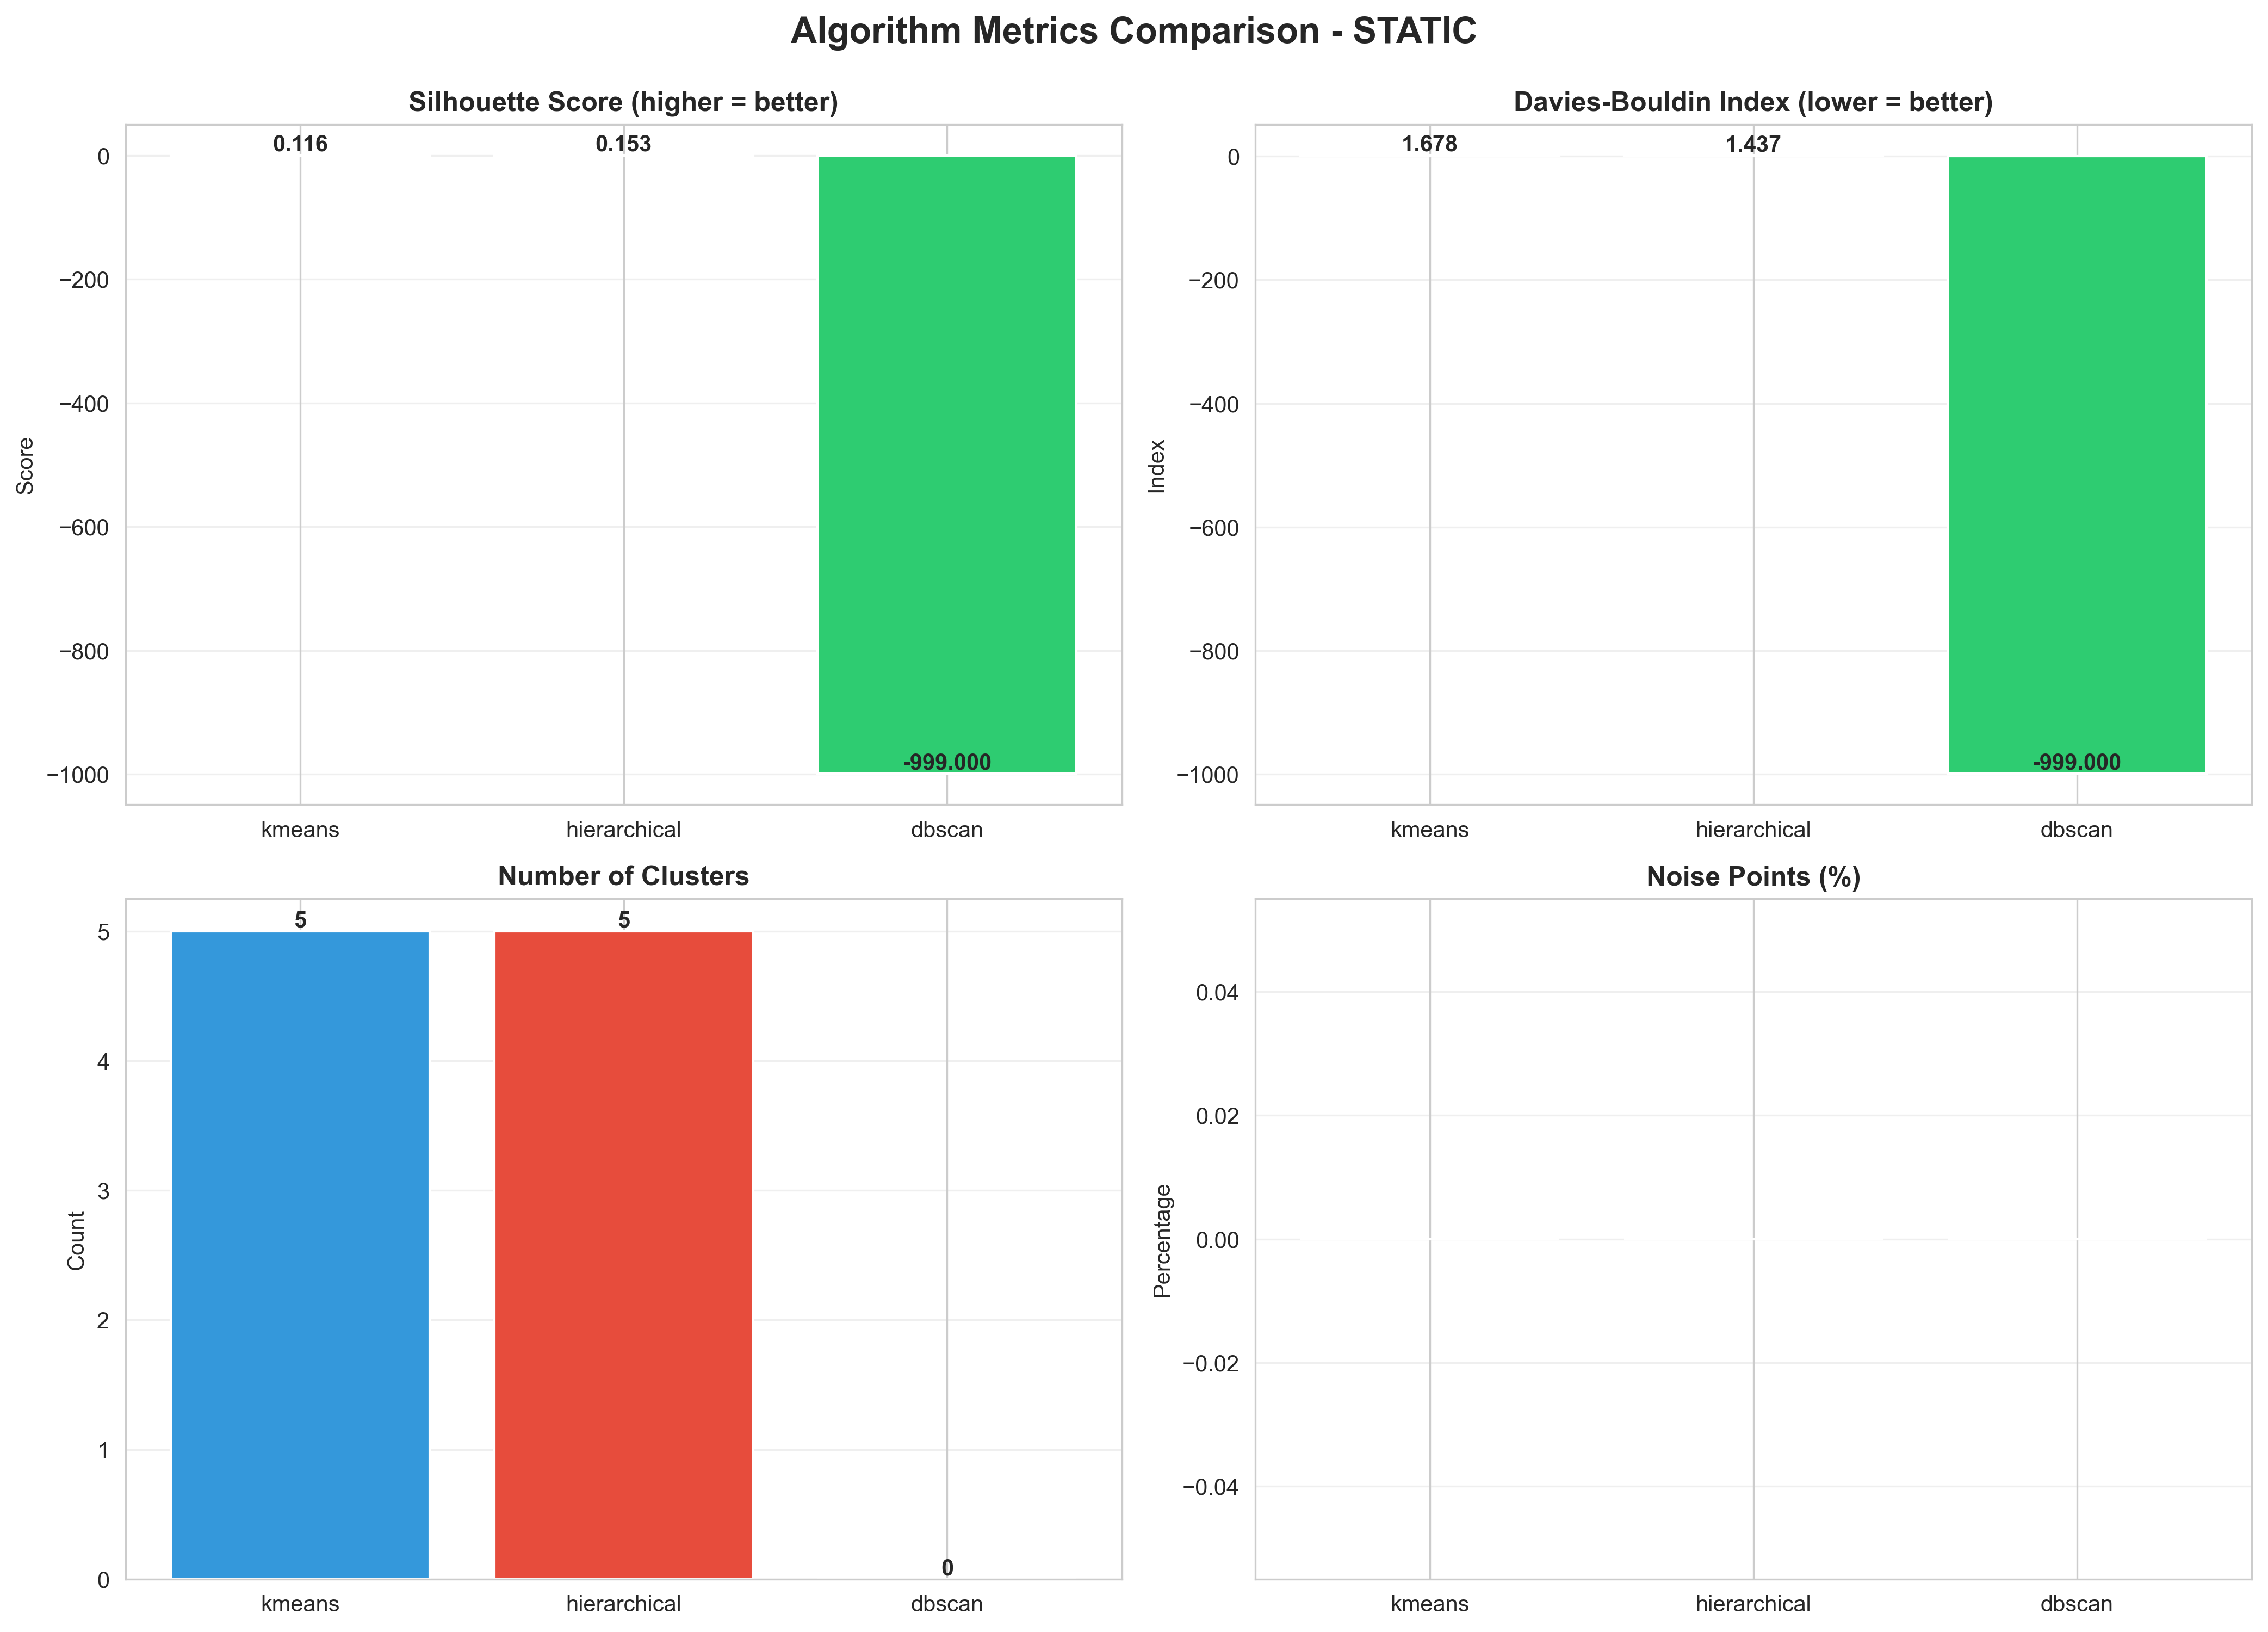 Algorithm Metrics Comparison - STATIC
Silhouette Score (higher = better)
0.116
0.153
-999.000
0
−200
−400
−600
−800
−1000
Score
kmeans
hierarchical
dbscan
Davies-Bouldin Index (lower = better)
1.678
1.437
-999.000
0
−200
−400
−600
−800
−1000
Index
kmeans
hierarchical
dbscan
Number of Clusters
5
5
0
5
4
3
2
1
0
Count
kmeans
hierarchical
dbscan
Noise Points (%)
0.04
0.02
0.00
−0.02
−0.04
Percentage
kmeans
hierarchical
dbscan